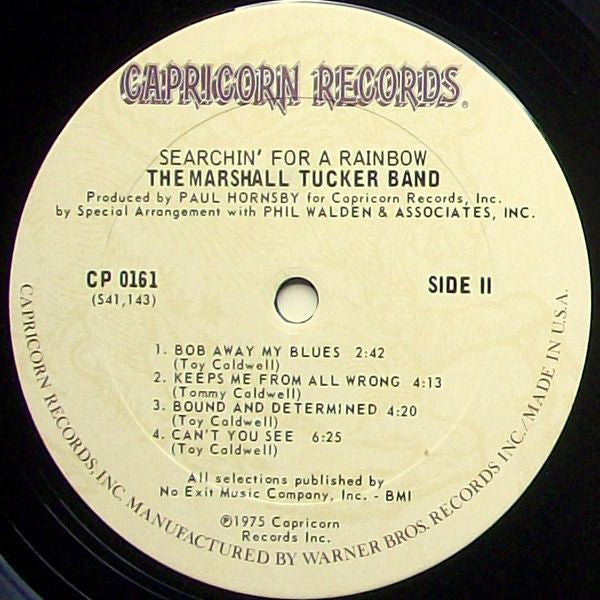 CAPRICORN RECORDS®
SEARCHIN' FOR A RAINBOW
THE MARSHALL TUCKER BAND
Produced by PAUL HORNSBY for Capricorn Records, Inc.
by Special Arrangement with PHIL WALDEN & ASSOCIATES, INC.
CP 0161
(S41,143)
SIDE II
1. BOB AWAY MY BLUES 2:42
(Toy Caldwell)
2. KEEPS ME FROM ALL WRONG 4:13
(Tommy Caldwell)
3. BOUND AND DETERMINED 4:20
(Toy Caldwell)
4. CAN'T YOU SEE 6:25
(Toy Caldwell)
All selections published by
No Exit Music Company, Inc. - BMI
℗1975 Capricorn
Records Inc.
CAPRICORN RECORDS, INC. MANUFACTURED BY WARNER BROS. RECORDS INC./MADE IN U.S.A.